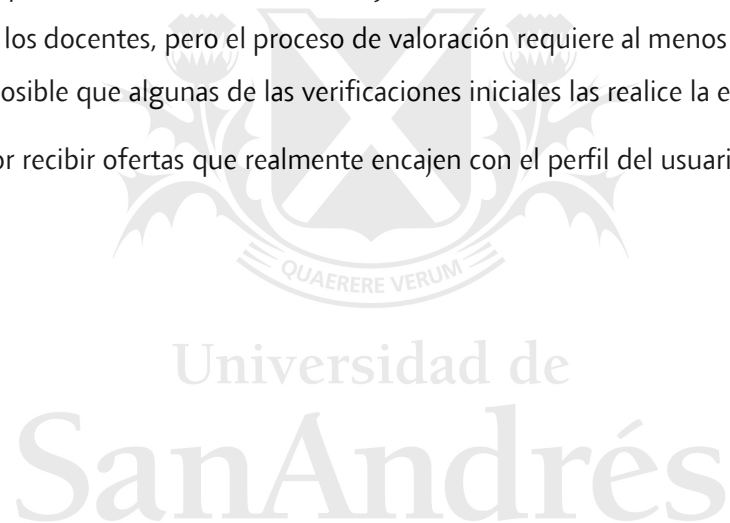 los docentes, pero el proceso de valoración requiere al menos
osible que algunas de las verificaciones iniciales las realice la e
or recibir ofertas que realmente encajen con el perfil del usuari
QUAERERE VERUM
Universidad de
SanAndrés